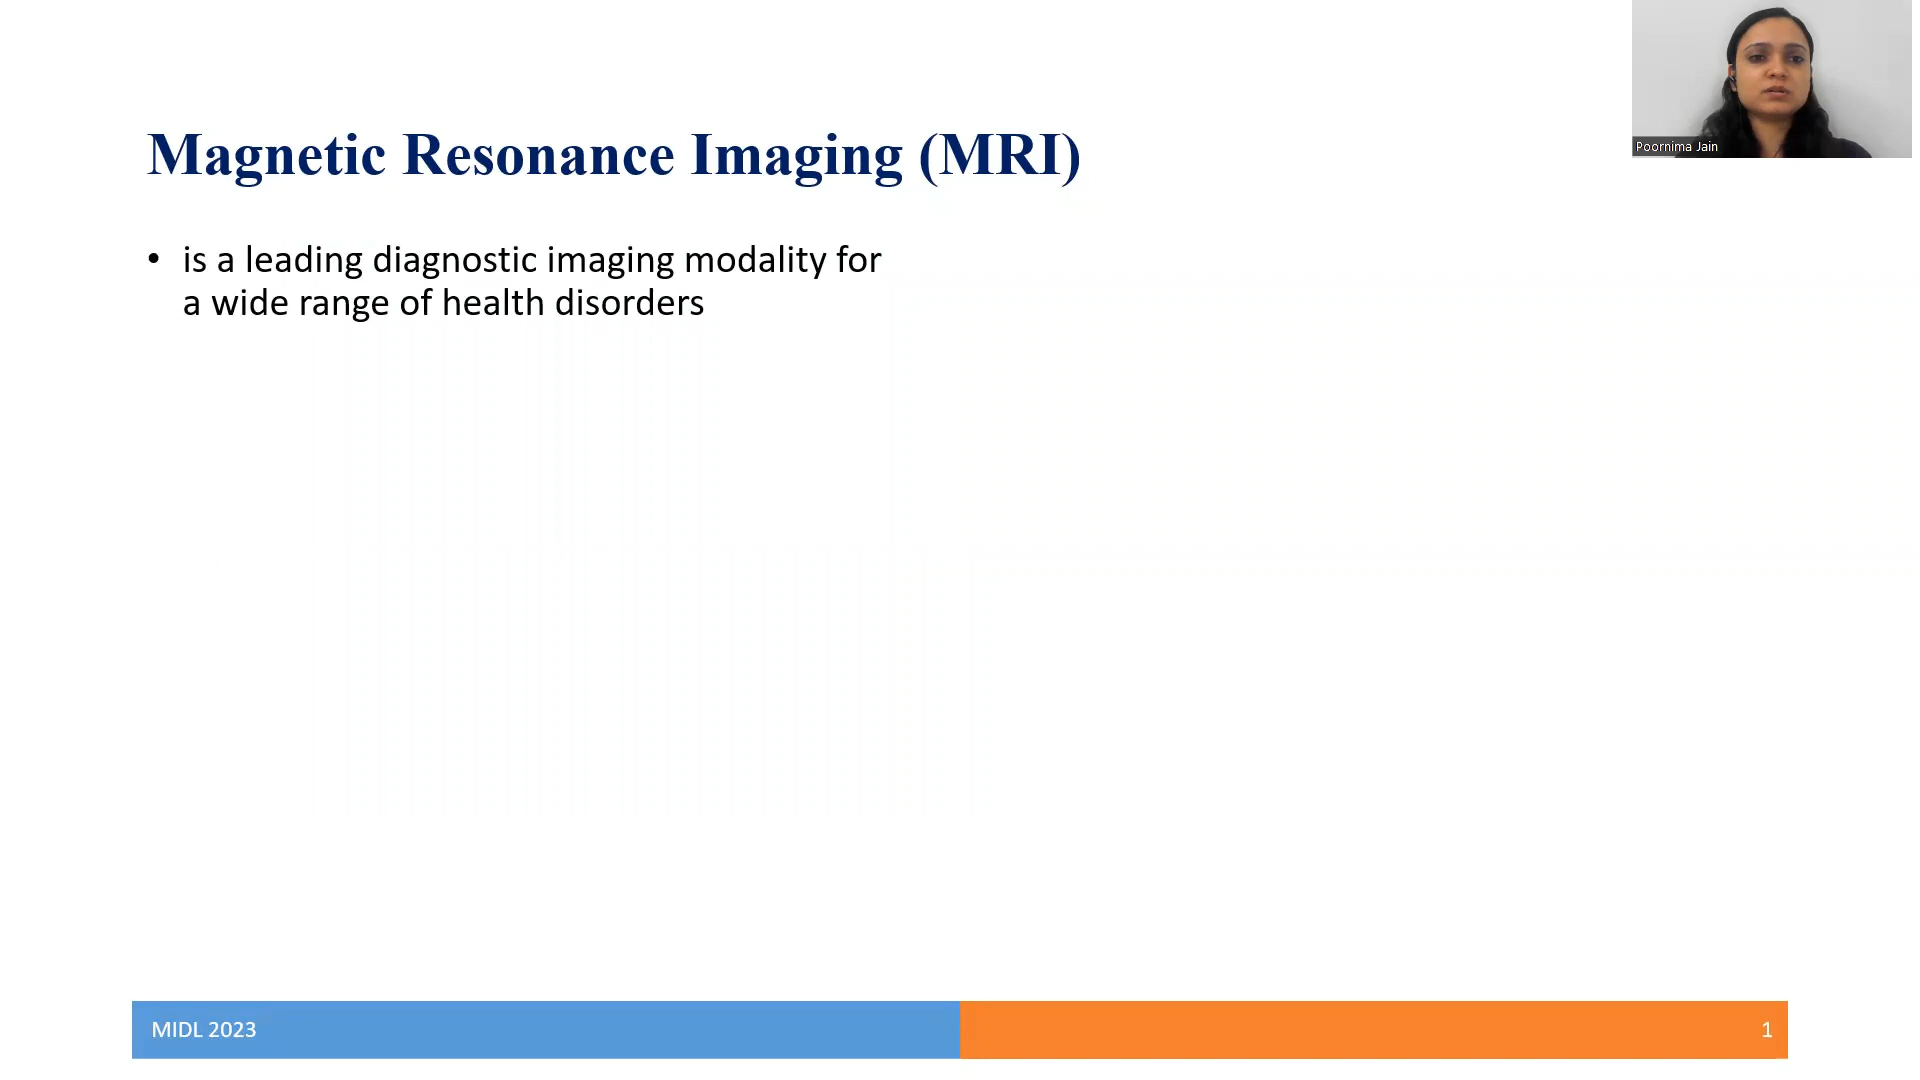 Magnetic Resonance Imaging (MRI)
• is a leading diagnostic imaging modality for
a wide range of health disorders
Poornima Jain
MIDL 2023
1